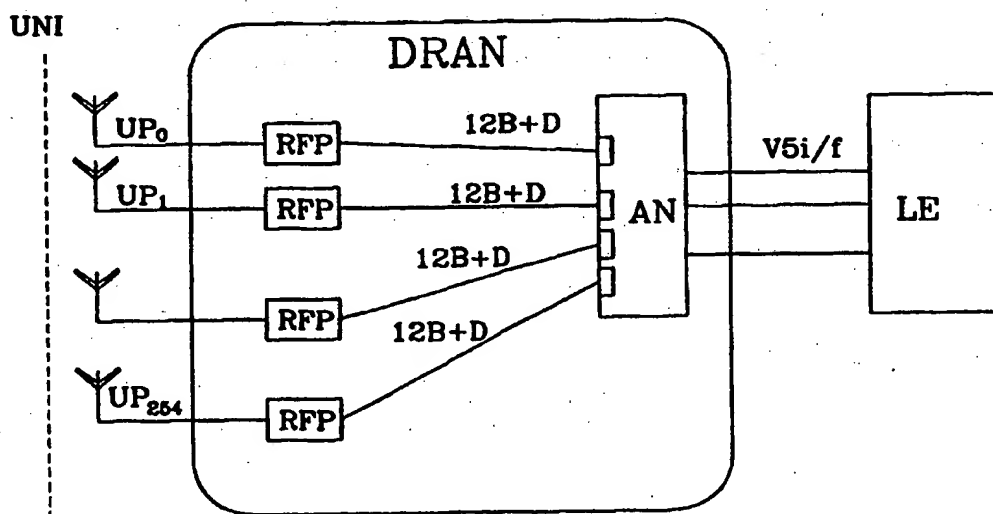 UNI
DRAN
UP₀
RFP
12B+D
UP₁
RFP
12B+D
AN
V5i/f
LE
RFP
12B+D
UP₂₅₄
RFP
12B+D